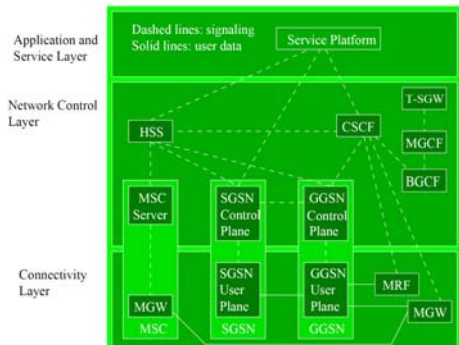 Application and
Service Layer
Dashed lines: signaling
Solid lines: user data
Service Platform
Network Control
Layer
T-SGW
HSS
CSCF
MGCF
BGCF
MSC
Server
SGSN
Control
Plane
GGSN
Control
Plane
Connectivity
Layer
SGSN
User
Plane
GGSN
User
Plane
MRF
MGW
MGW
MSC
SGSN
GGSN